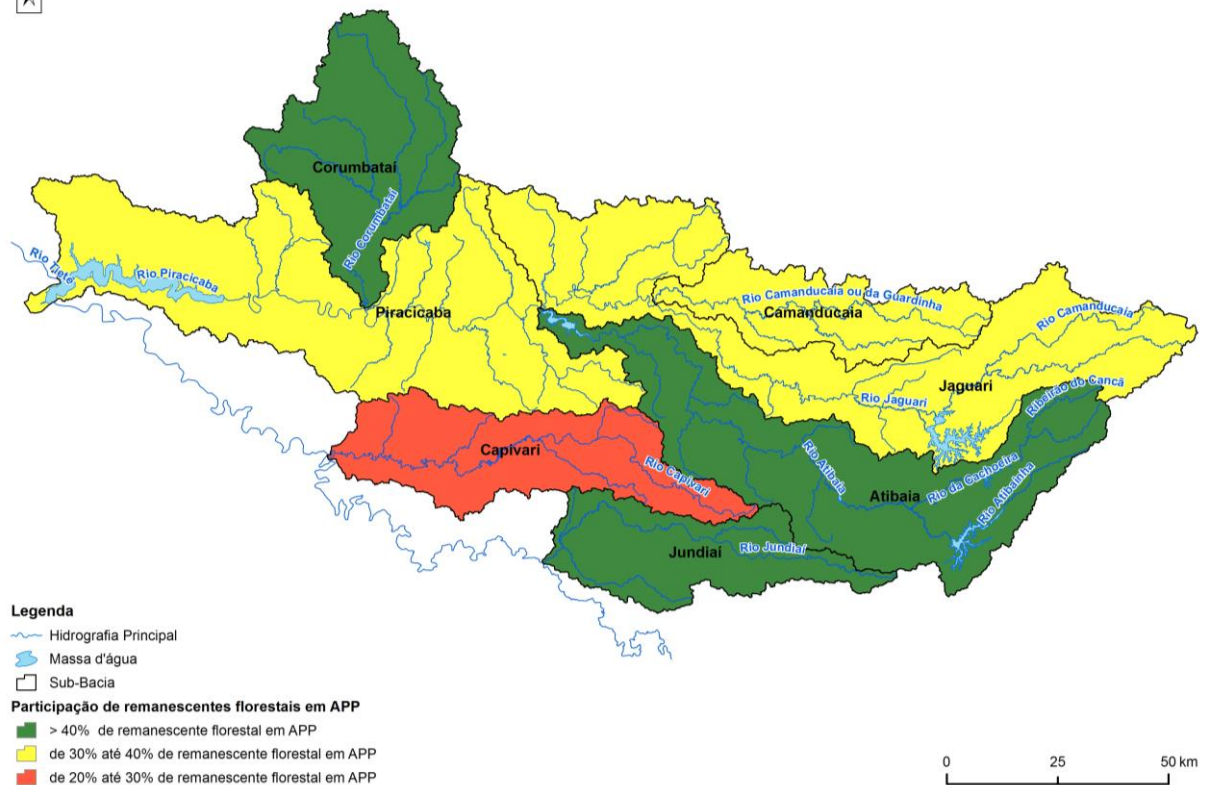 Corumbataí
Rio Corumbataí
Rio Tietê
Rio Piracicaba
Piracicaba
Rio Camanducaia ou da Guardinha
Camanducaia
Rio Camanducaia
Jaguari
Rio Jaguari
Ribeirão do Cancã
Capivari
Rio Capivari
Rio Atibaia
Atibaia
Rio da Cachoeira
Rio Atibainha
Jundiaí
Rio Jundiaí
Legenda
Hidrografia Principal
Massa d'água
Sub-Bacia
Participação de remanescentes florestais em APP
> 40% de remanescente florestal em APP
de 30% até 40% de remanescente florestal em APP
de 20% até 30% de remanescente florestal em APP
0 25 50 km